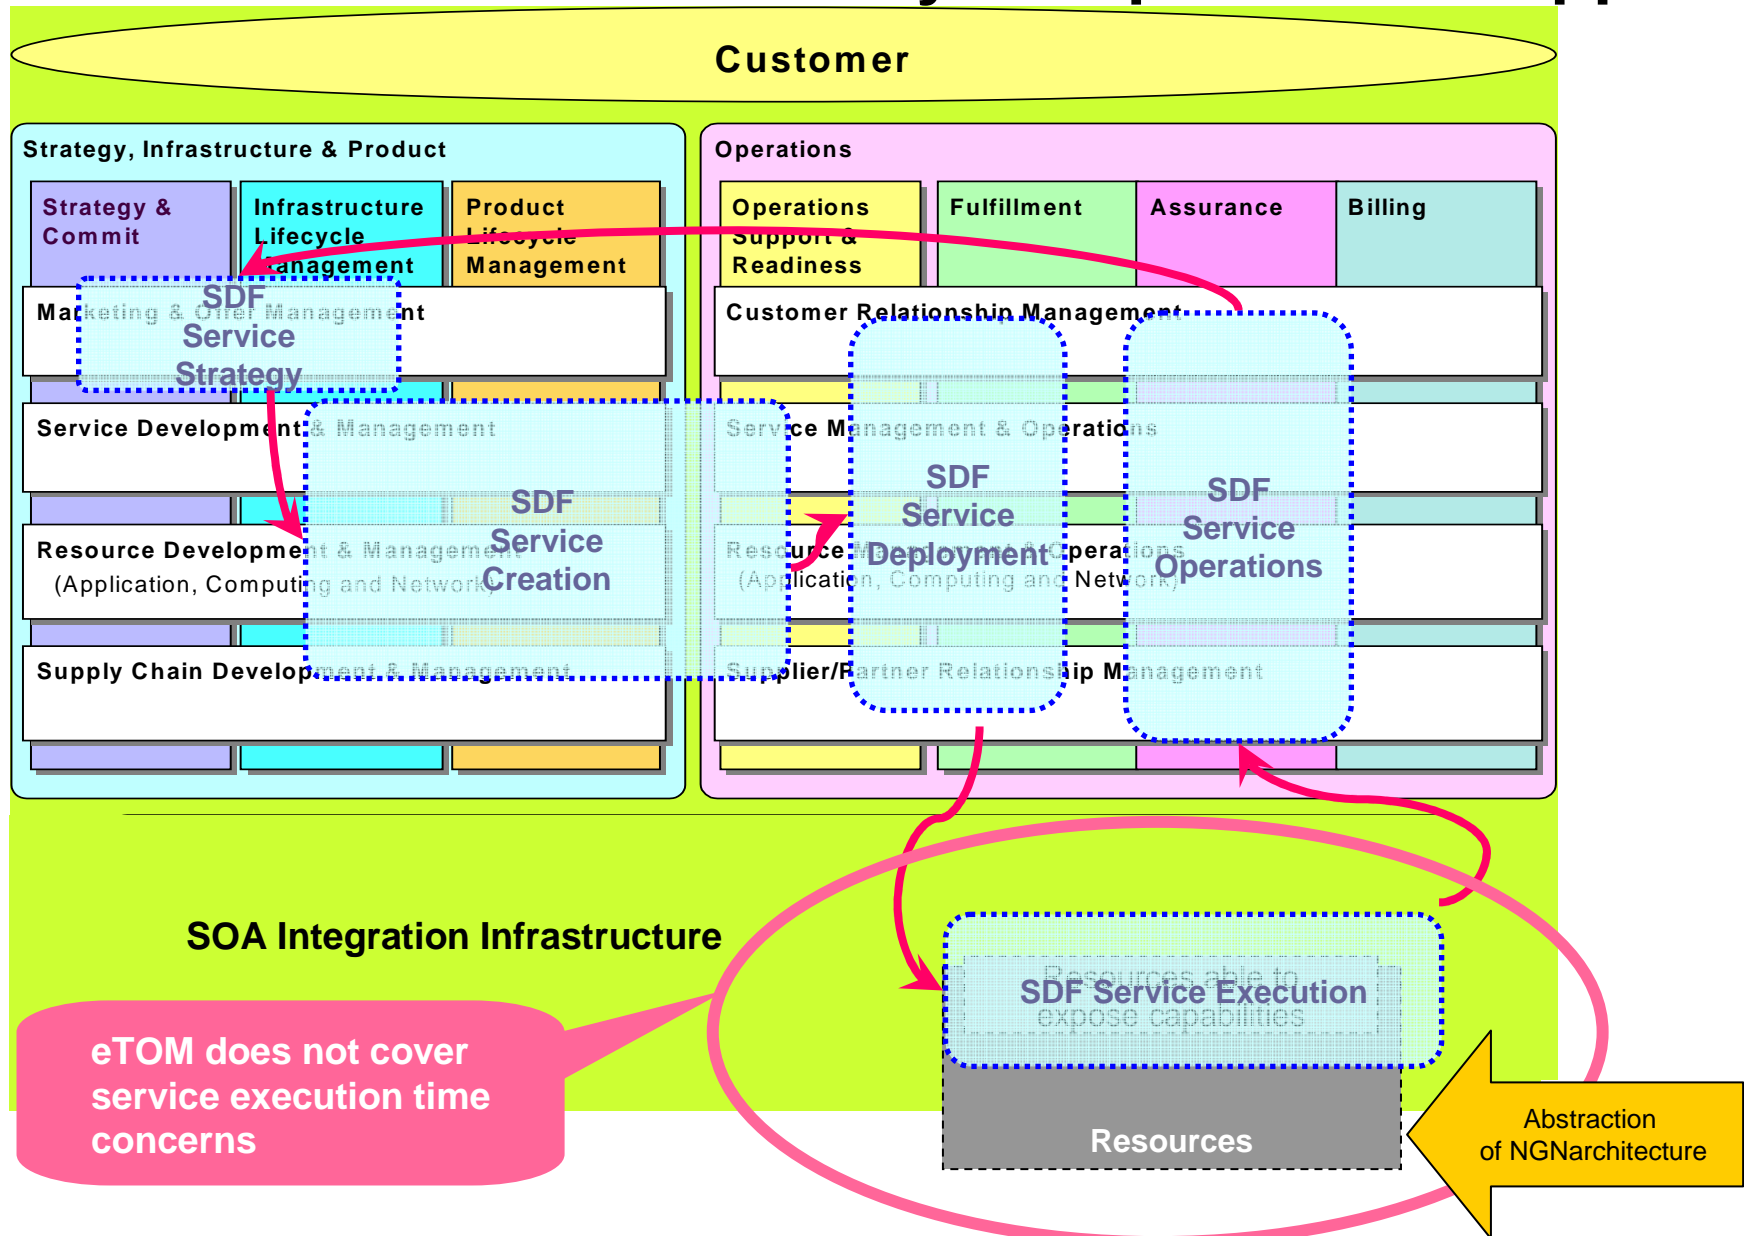 Customer
Strategy, Infrastructure & Product
Strategy &
Commit
Infrastructure
Lifecycle
Management
Product
Lifecycle
Management
Marketing & Offer Management
SDF
Service
Strategy
Service Development & Management
Resource Development & Management
(Application, Computing and Network)
SDF
Service
Creation
Supply Chain Development & Management
Operations
Operations
Support &
Readiness
Fulfillment
Assurance
Billing
Customer Relationship Management
Service Management & Operations
SDF
Service
Deployment
SDF
Service
Operations
Resource Management & Operations
(Application, Computing and Network)
Supplier/Partner Relationship Management
SOA Integration Infrastructure
eTOM does not cover
service execution time
concerns
Resources able to
expose capabilities
SDF Service Execution
Resources
Abstraction
of NGNarchitecture